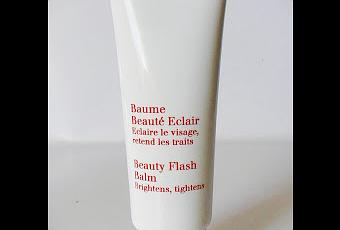 Baume
Beauté Eclair
Eclaire le visage,
retend les traits
Beauty Flash
Balm
Brightens, tightens